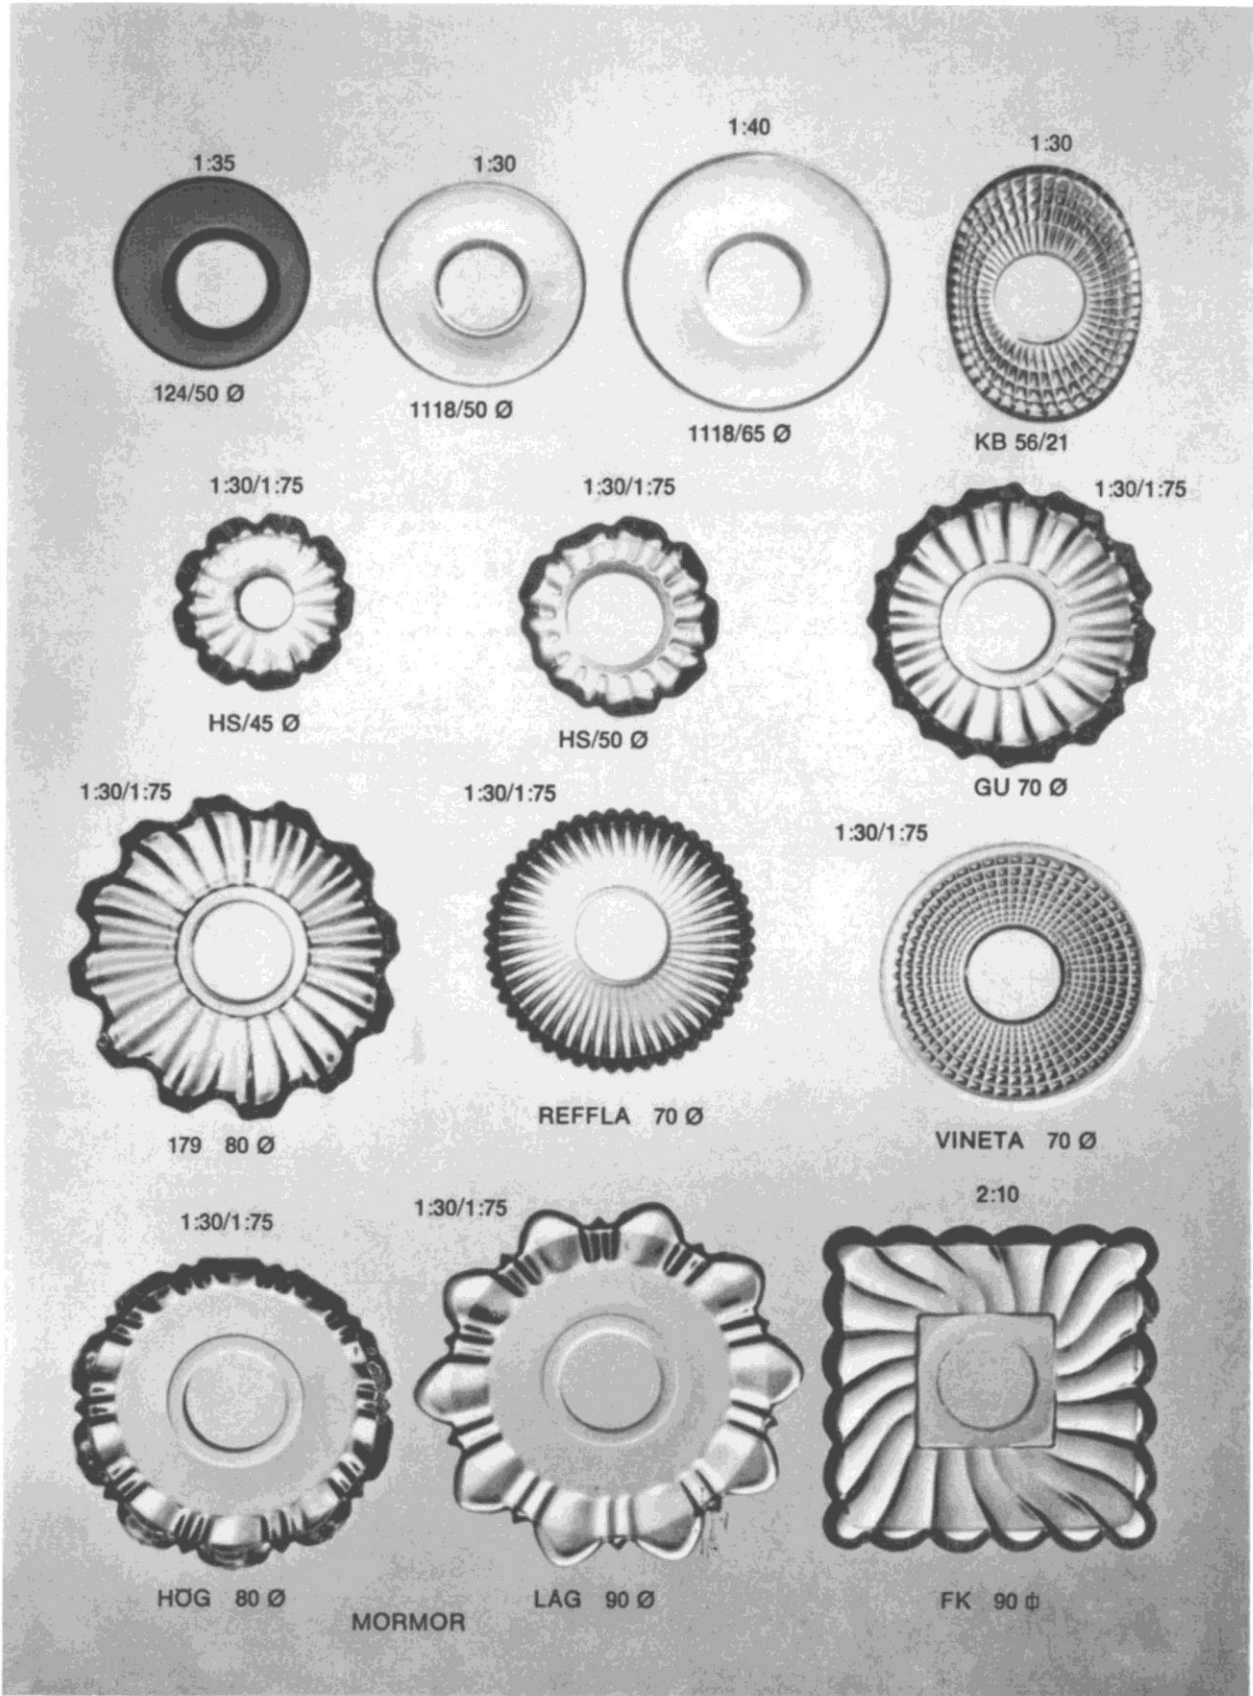 1:35
1:30
1:40
1:30
124/50 Ø
1118/50 Ø
1118/65 Ø
KB 56/21
1:30/1:75
1:30/1:75
1:30/1:75
HS/45 Ø
HS/50 Ø
GU 70 Ø
1:30/1:75
1:30/1:75
1:30/1:75
179 80 Ø
REFFLA 70 Ø
VINETA 70 Ø
1:30/1:75
1:30/1:75
2:10
HÖG 80 Ø
LÅG 90 Ø
FK 90 ⌽
MORMOR